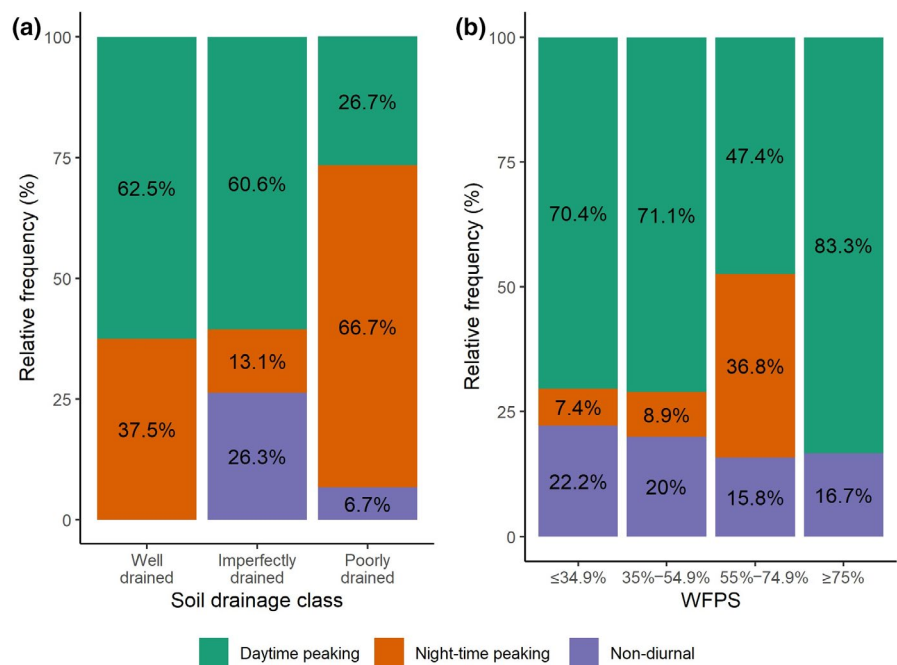 (a)
Relative frequency (%)
100
75
50
25
0
62.5%
37.5%
60.6%
13.1%
26.3%
26.7%
66.7%
6.7%
Well
drained
Imperfectly
drained
Poorly
drained
Soil drainage class
(b)
Relative frequency (%)
100
75
50
25
0
70.4%
7.4%
22.2%
71.1%
8.9%
20%
47.4%
36.8%
15.8%
83.3%
16.7%
≤34.9% 35%−54.9% 55%−74.9% ≥75%
WFPS
Daytime peaking Night-time peaking Non-diurnal